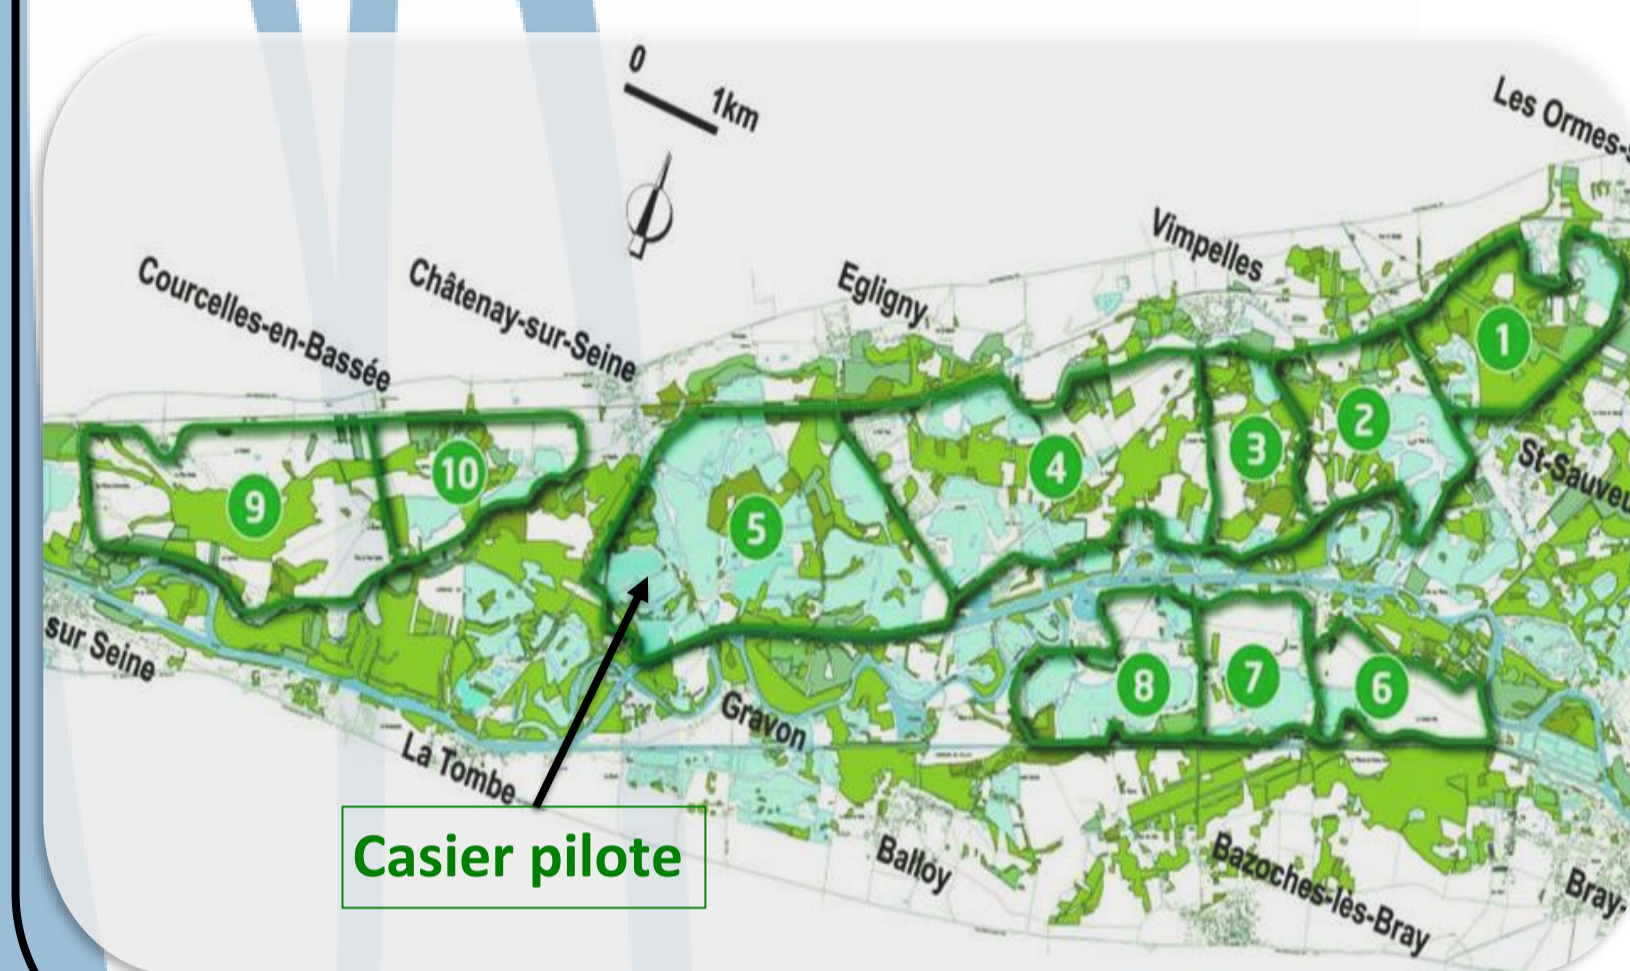 0
1km
Les Ormes-s
Vimpelles
Egligny
Châtenay-sur-Seine
Courcelles-en-Bassée
1
2
3
4
5
10
9
8
7
6
St-Sauveu
sur Seine
Gravon
La Tombe
Casier pilote
Balloy
Bazoches-lès-Bray
Bray-